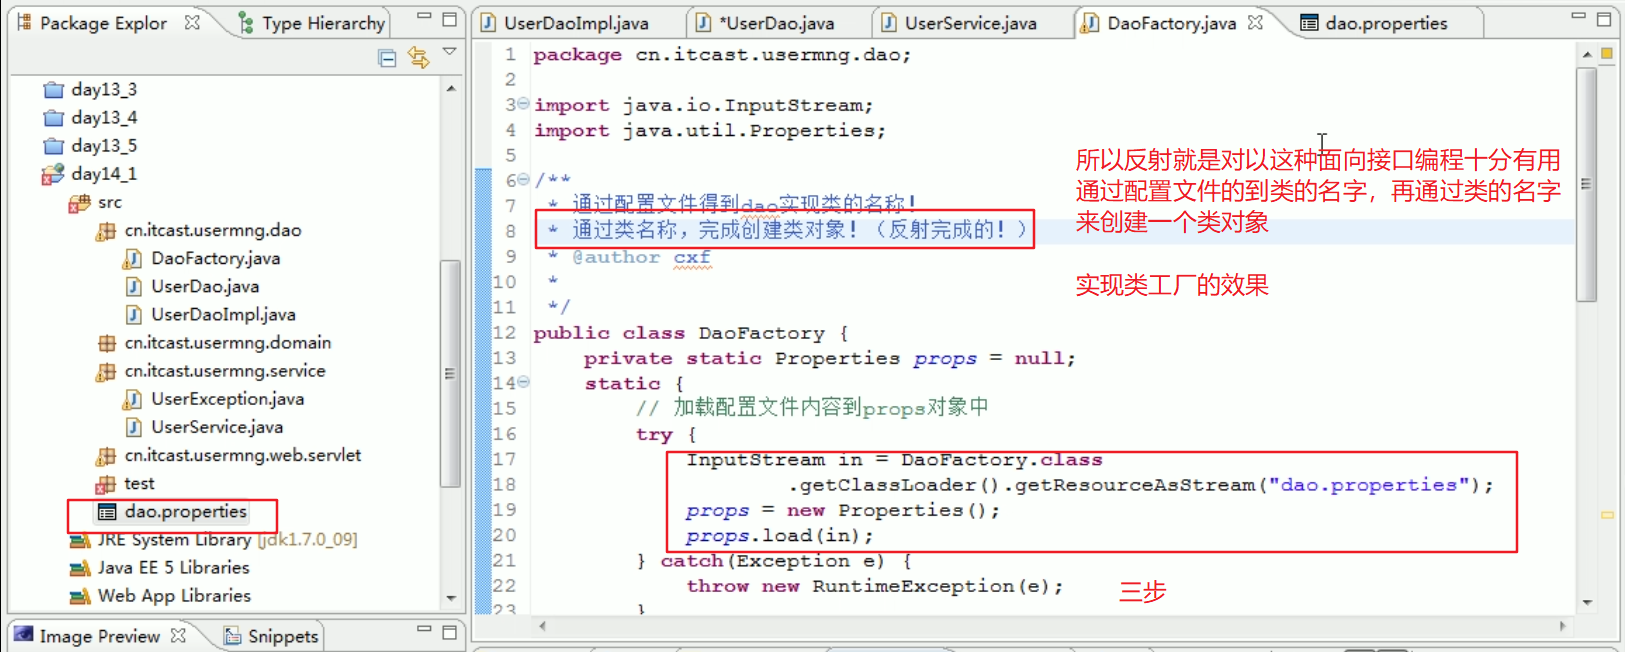 Package Explor
Type Hierarchy
day13_3
day13_4
day13_5
day14_1
src
cn.itcast.usermng.dao
DaoFactory.java
UserDao.java
UserDaoImpl.java
cn.itcast.usermng.domain
cn.itcast.usermng.service
UserException.java
UserService.java
cn.itcast.usermng.web.servlet
test
dao.properties
JRE System Library [jdk1.7.0_09]
Java EE 5 Libraries
Web App Libraries
Image Preview
Snippets
UserDaoImpl.java
*UserDao.java
UserService.java
DaoFactory.java
dao.properties
1 package cn.itcast.usermng.dao;
2
3 import java.io.InputStream;
4 import java.util.Properties;
5
6 /**
7  * 通过配置文件得到dao实现类的名称！
8  * 通过类名称，完成创建类对象！（反射完成的！）
9  * @author cxf
10  *
11  */
12 public class DaoFactory {
13     private static Properties props = null;
14     static {
15         // 加载配置文件内容到props对象中
16         try {
17             InputStream in = DaoFactory.class
18                     .getClassLoader().getResourceAsStream("dao.properties");
19             props = new Properties();
20             props.load(in);
21         } catch(Exception e) {
22             throw new RuntimeException(e);
23         }
所以反射就是对以这种面向接口编程十分有用
通过配置文件的到类的名字，再通过类的名字
来创建一个类对象
实现类工厂的效果
三步